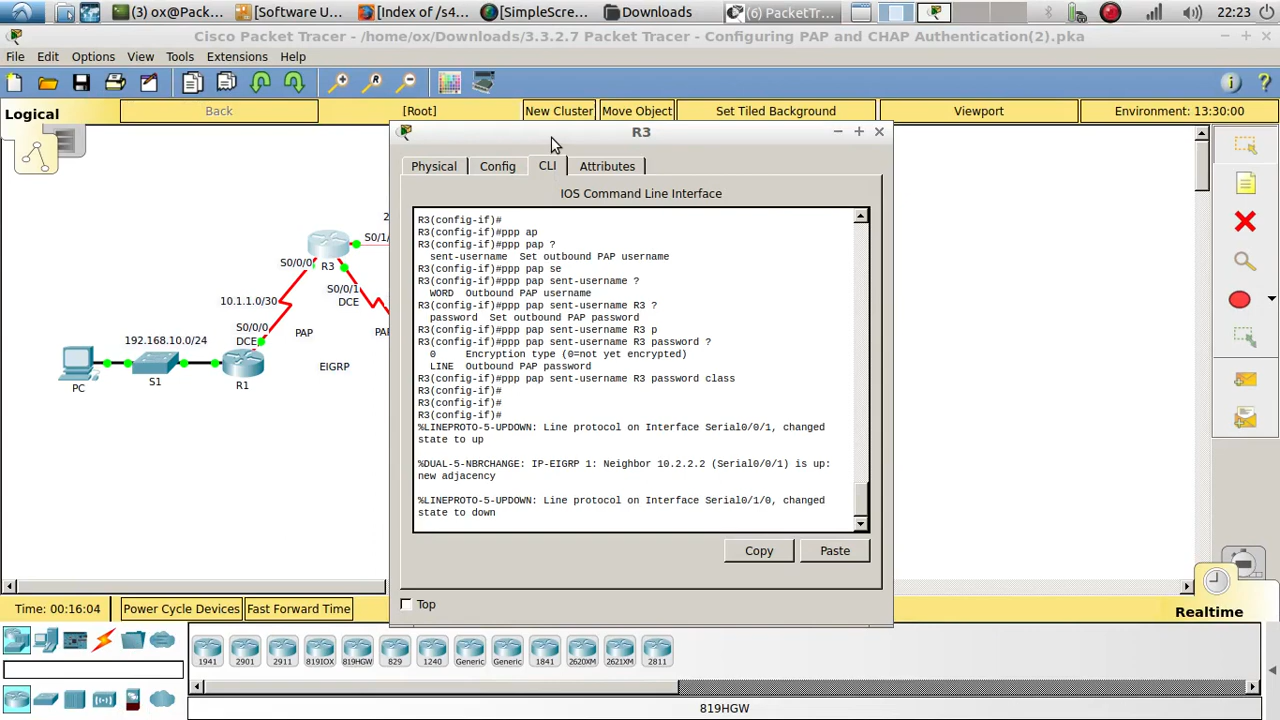 (3) ox@Pack...
[Software U...
[Index of /s4...
[SimpleScre...
Downloads
(6) PacketTr...
22:23
Cisco Packet Tracer - /home/ox/Downloads/3.3.2.7 Packet Tracer - Configuring PAP and CHAP Authentication(2).pka
File Edit Options View Tools Extensions Help
Logical
Back
[Root]
New Cluster
Move Object
Set Tiled Background
Viewport
Environment: 13:30:00
R3
Physical
Config
CLI
Attributes
IOS Command Line Interface
R3(config-if)#
R3(config-if)#ppp ap
R3(config-if)#ppp pap ?
sent-username Set outbound PAP username
R3(config-if)#ppp pap se
R3(config-if)#ppp pap sent-username ?
WORD Outbound PAP username
R3(config-if)#ppp pap sent-username R3 ?
password Set outbound PAP password
R3(config-if)#ppp pap sent-username R3 p
R3(config-if)#ppp pap sent-username R3 password ?
0 Encryption type (0=not yet encrypted)
LINE Outbound PAP password
R3(config-if)#ppp pap sent-username R3 password class
R3(config-if)#
R3(config-if)#
R3(config-if)#
%LINEPROTO-5-UPDOWN: Line protocol on Interface Serial0/0/1, changed
state to up
%DUAL-5-NBRCHANGE: IP-EIGRP 1: Neighbor 10.2.2.2 (Serial0/0/1) is up:
new adjacency
%LINEPROTO-5-UPDOWN: Line protocol on Interface Serial0/1/0, changed
state to down
Copy
Paste
Top
2
S0/1/
S0/0/0
R3
S0/0/1
DCE
10.1.1.0/30
S0/0/0
DCE
PAP
PAP
192.168.10.0/24
EIGRP
PC
S1
R1
Time: 00:16:04
Power Cycle Devices
Fast Forward Time
Realtime
1941
2901
2911
819IOX
819HGW
829
1240
Generic
Generic
1841
2620XM
2621XM
2811
819HGW